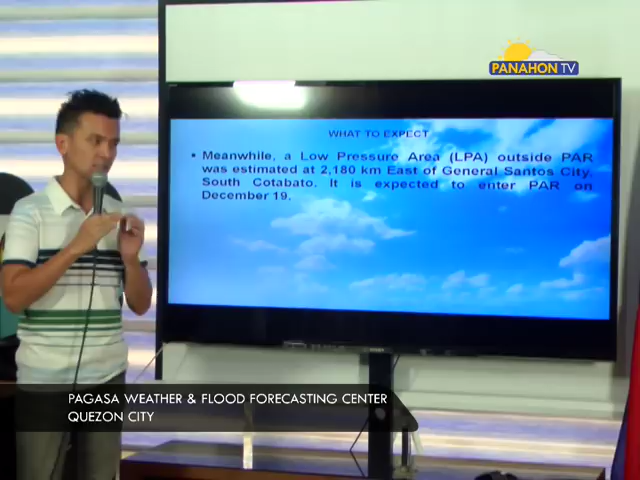 PANAHON TV
WHAT TO EXPECT
• Meanwhile, a Low Pressure Area (LPA) outside PAR
was estimated at 2,180 km East of General Santos City,
South Cotabato. It is expected to enter PAR on
December 19.
PAGASA WEATHER & FLOOD FORECASTING CENTER
QUEZON CITY